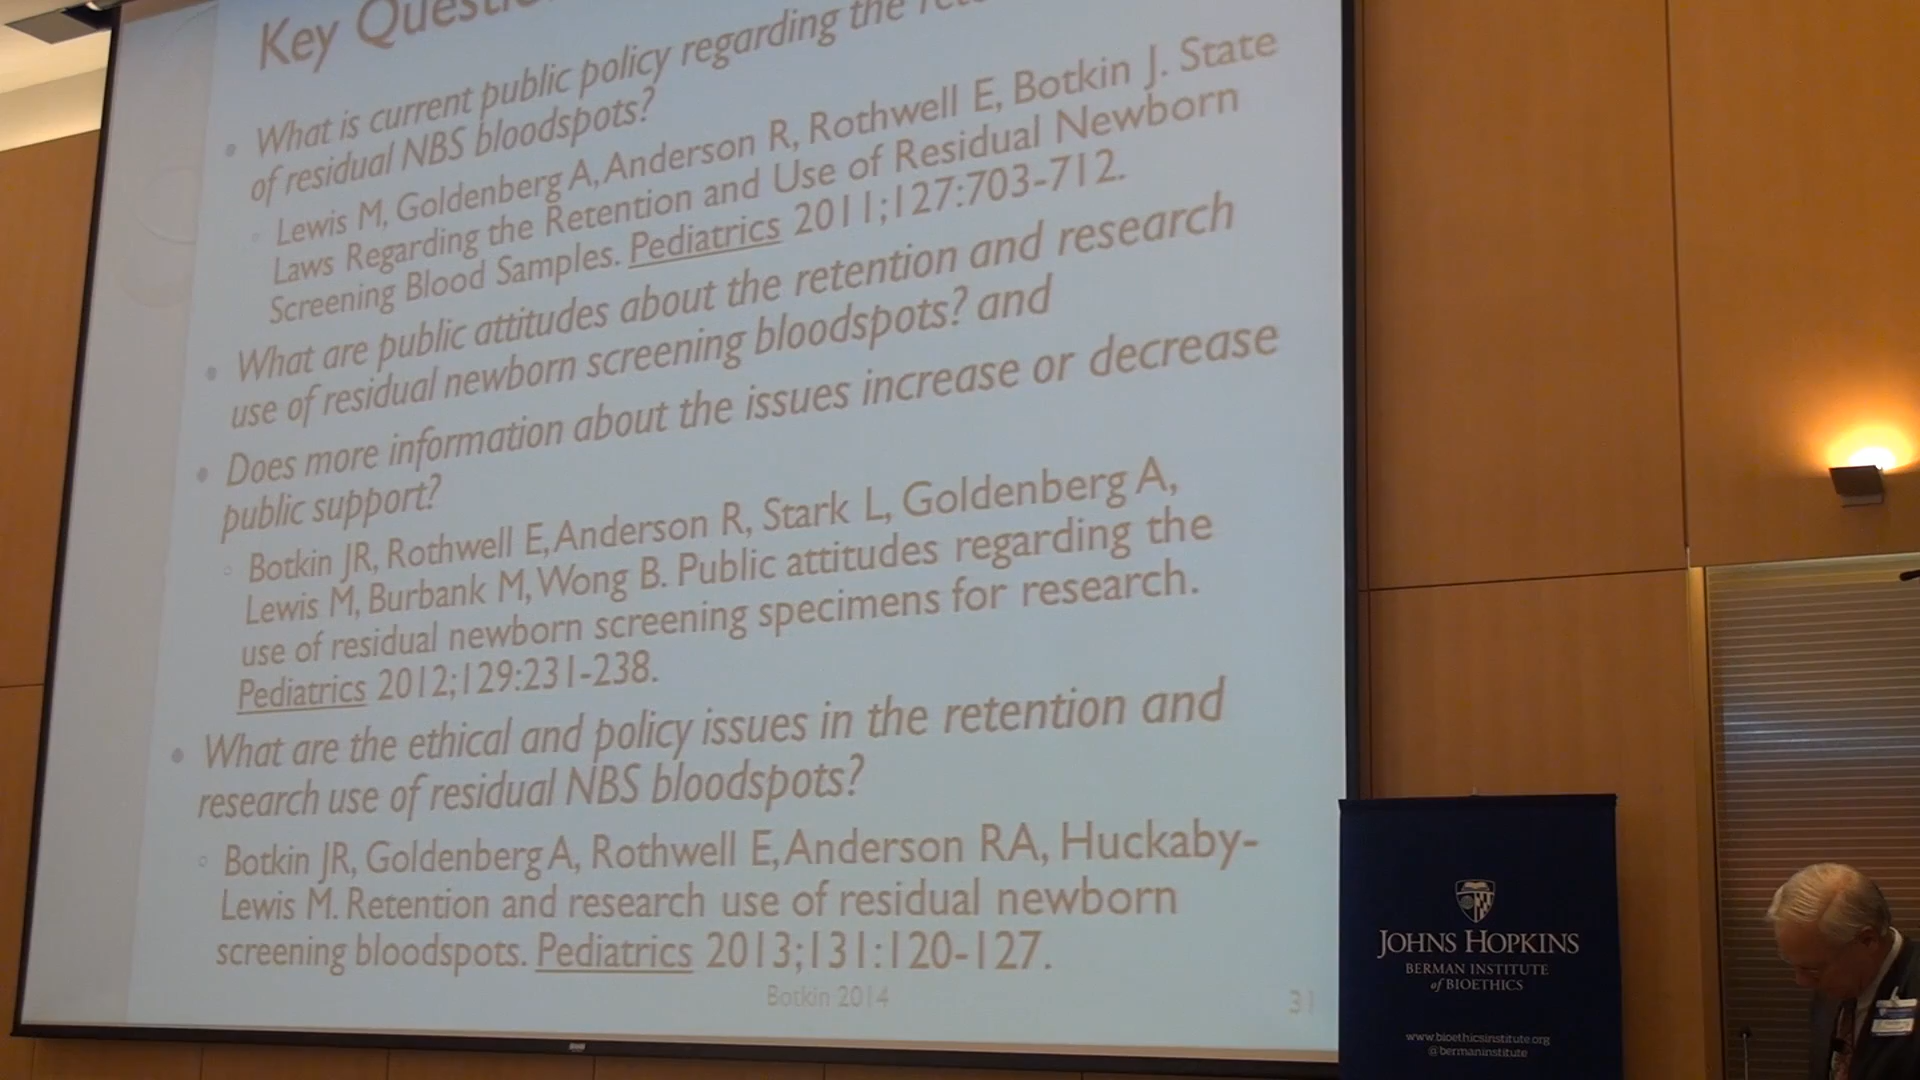 Key
What is current public policy regarding the
of residual NBS bloodspots?
Lewis M, Goldenberg A, Anderson R, Rothwell E, Botkin J. State
Laws Regarding the Retention and Use of Residual Newborn
Screening Blood Samples. Pediatrics 2011;127:703-712.
What are public attitudes about the retention and research
use of residual newborn screening bloodspots? and
Does more information about the issues increase or decrease
public support?
Botkin JR, Rothwell E, Anderson R, Stark L, Goldenberg A,
Lewis M, Burbank M, Wong B. Public attitudes regarding the
use of residual newborn screening specimens for research.
Pediatrics 2012;129:231-238.
What are the ethical and policy issues in the retention and
research use of residual NBS bloodspots?
Botkin JR, Goldenberg A, Rothwell E, Anderson RA, Huckaby-
Lewis M. Retention and research use of residual newborn
screening bloodspots. Pediatrics 2013;131:120-127.
Botkin 2014
31
JOHNS HOPKINS
BERMAN INSTITUTE
of BIOETHICS
www.bioethicsinstitute.org
@bermaninstitute